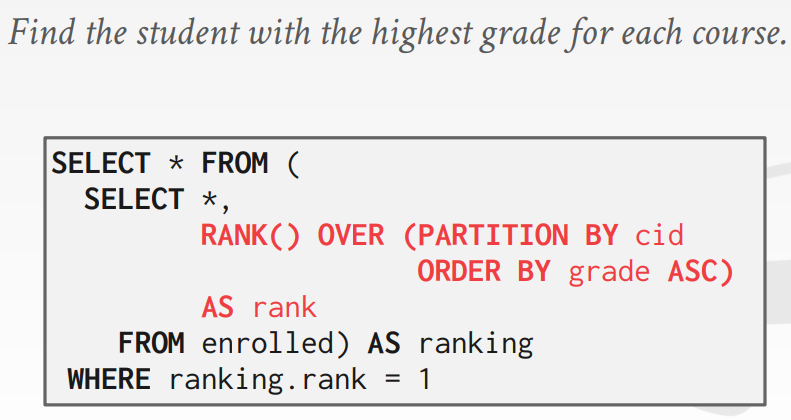 Find the student with the highest grade for each course.
SELECT * FROM (
SELECT *,
RANK() OVER (PARTITION BY cid
ORDER BY grade ASC)
AS rank
FROM enrolled) AS ranking
WHERE ranking.rank = 1